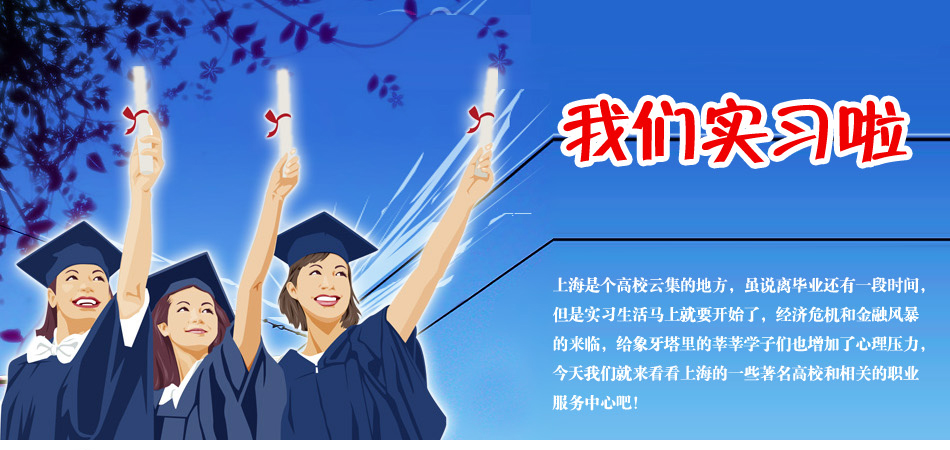 我们实习啦
上海是个高校云集的地方，虽说离毕业还有一段时间，
但是实习生活马上就要开始了，经济危机和金融风暴
的来临，给象牙塔里的莘莘学子们也增加了心理压力，
今天我们就来看看上海的一些著名高校和相关的职业
服务中心吧！